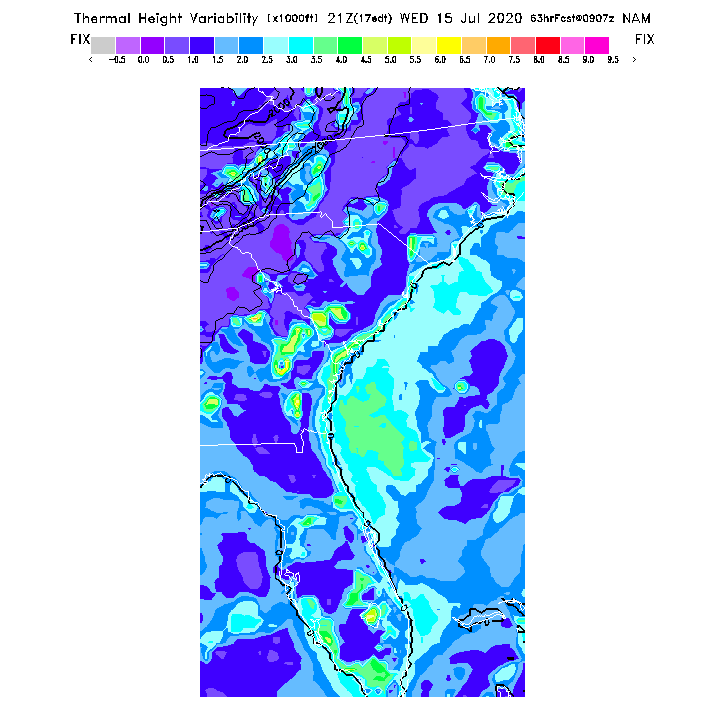 Thermal Height Variability [x1000ft] 21Z(17edt) WED 15 Jul 2020 63hrFcst@0907z NAM
FIX FIX
< -0.5 0.0 0.5 1.0 1.5 2.0 2.5 3.0 3.5 4.0 4.5 5.0 5.5 6.0 6.5 7.0 7.5 8.0 8.5 9.0 9.5 >